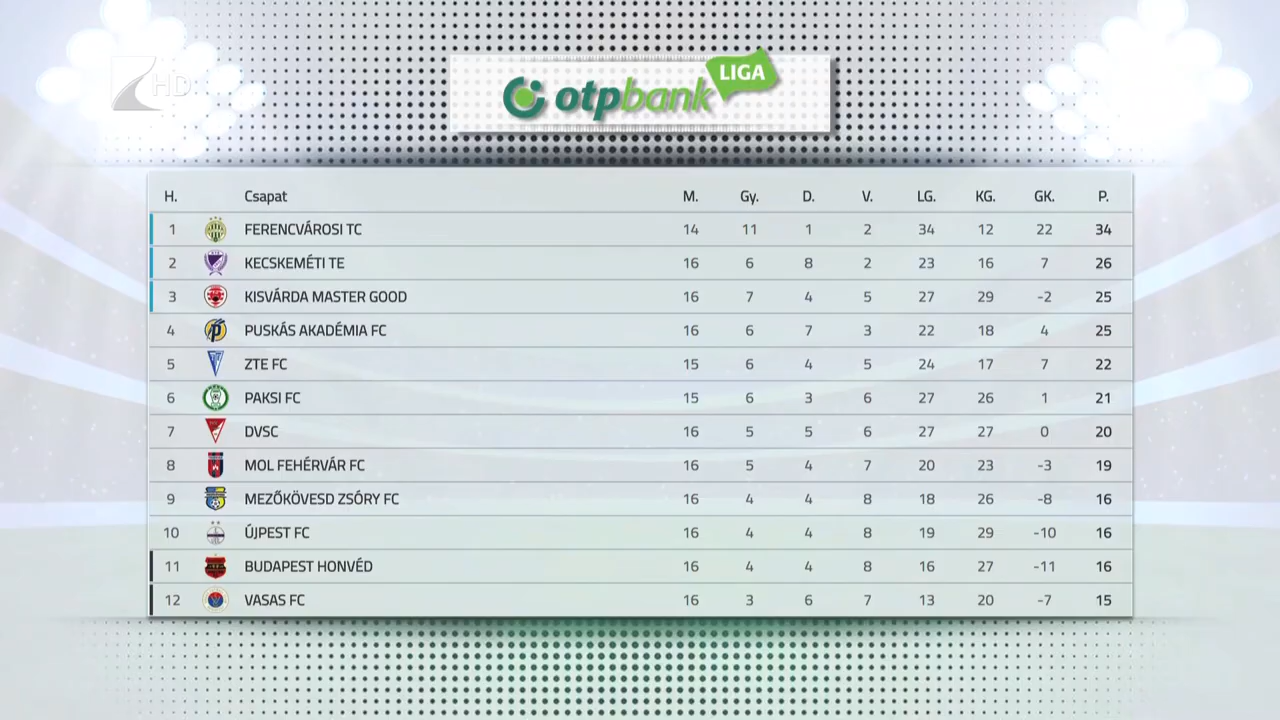 HD
otpbank LIGA
H. Csapat M. Gy. D. V. LG. KG. GK. P.
1 FERENCVÁROSI TC 14 11 1 2 34 12 22 34
2 KECSKEMÉTI TE 16 6 8 2 23 16 7 26
3 KISVÁRDA MASTER GOOD 16 7 4 5 27 29 -2 25
4 PUSKÁS AKADÉMIA FC 16 6 7 3 22 18 4 25
5 ZTE FC 15 6 4 5 24 17 7 22
6 PAKSI FC 15 6 3 6 27 26 1 21
7 DVSC 16 5 5 6 27 27 0 20
8 MOL FEHÉRVÁR FC 16 5 4 7 20 23 -3 19
9 MEZŐKÖVESD ZSÓRY FC 16 4 4 8 18 26 -8 16
10 ÚJPEST FC 16 4 4 8 19 29 -10 16
11 BUDAPEST HONVÉD 16 4 4 8 16 27 -11 16
12 VASAS FC 16 3 6 7 13 20 -7 15